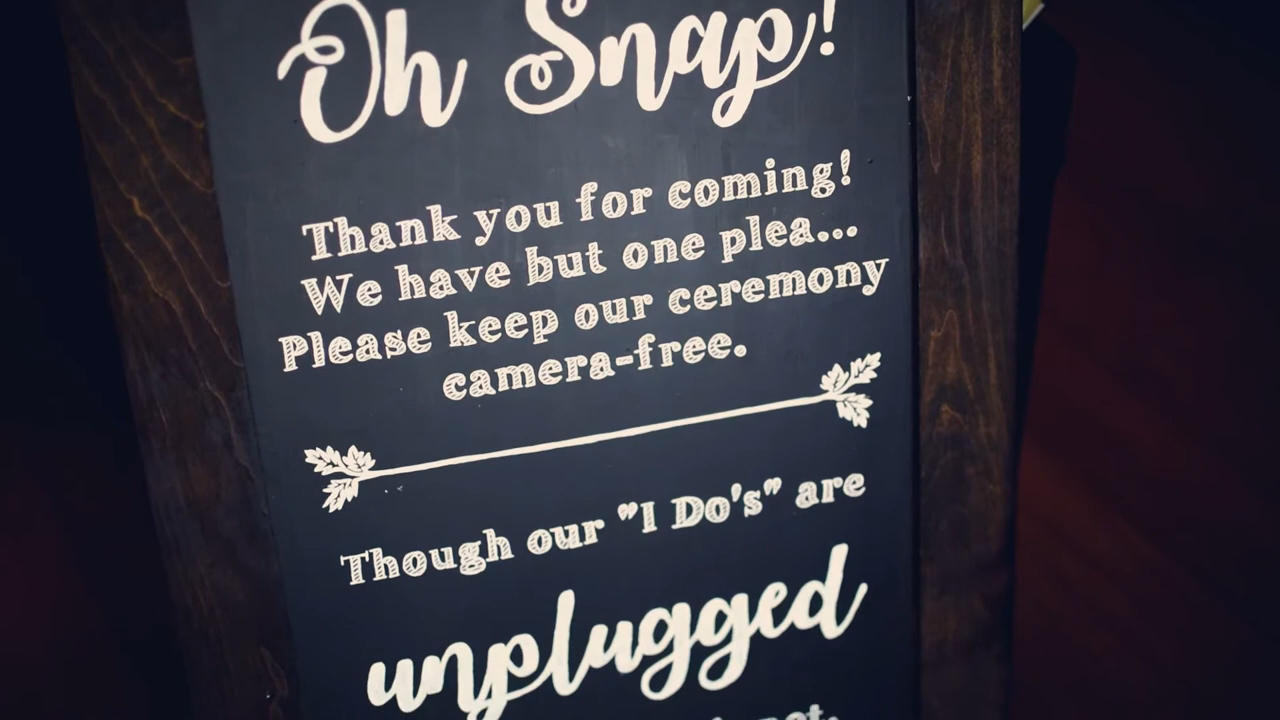 Oh Snap!
Thank you for coming!
We have but one plea...
Please keep our ceremony
camera-free.
Though our "I Do's" are
unplugged